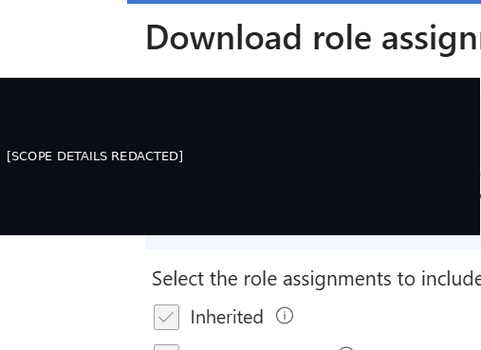 Download role assign
[SCOPE DETAILS REDACTED]
Select the role assignments to include
Inherited